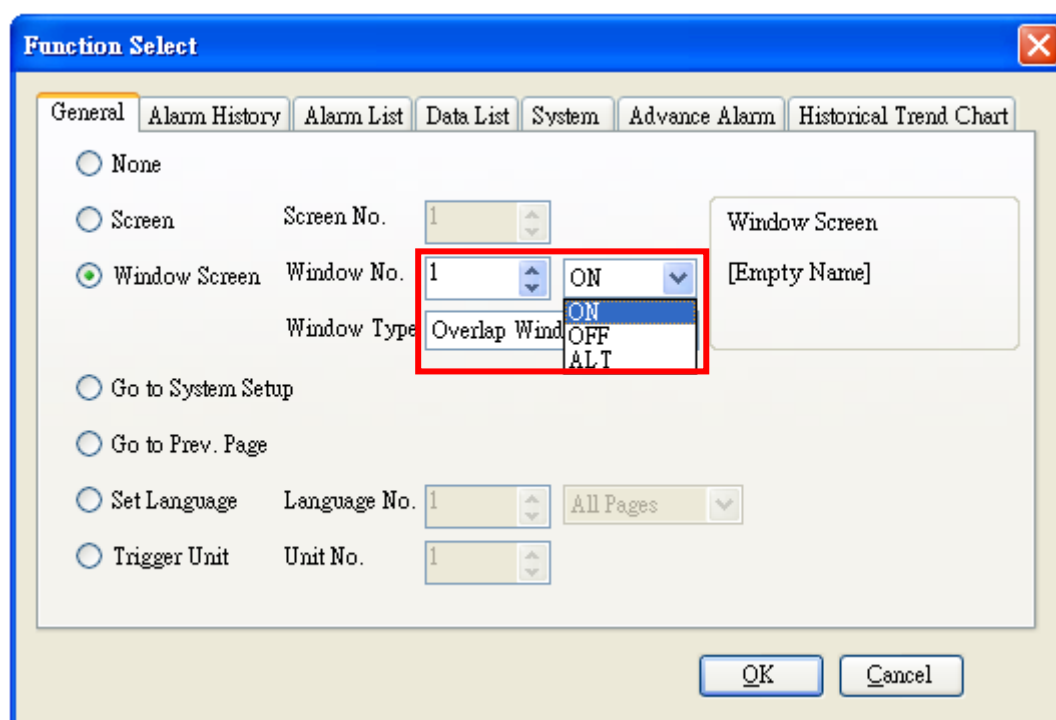 Function Select
General Alarm History Alarm List Data List System Advance Alarm Historical Trend Chart
None
Screen Screen No. 1 Window Screen
Window Screen Window No. 1 ON [Empty Name]
ON
Window Type Overlap OFF
ALT
Go to System Setup
Go to Prev. Page
Set Language Language No. 1 All Pages
Trigger Unit Unit No. 1
OK Cancel